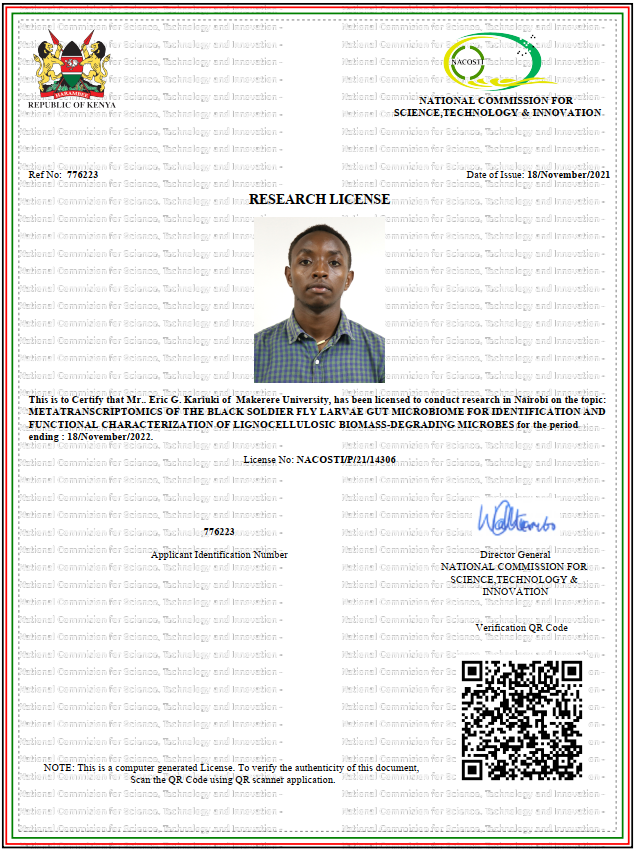 NACOSTI
HARAMBEE
REPUBLIC OF KENYA
NATIONAL COMMISSION FOR
SCIENCE,TECHNOLOGY & INNOVATION
Ref No: 776223
Date of Issue: 18/November/2021
RESEARCH LICENSE
This is to Certify that Mr.. Eric G. Kariuki of Makerere University, has been licensed to conduct research in Nairobi on the topic:
METATRANSCRIPTOMICS OF THE BLACK SOLDIER FLY LARVAE GUT MICROBIOME FOR IDENTIFICATION AND
FUNCTIONAL CHARACTERIZATION OF LIGNOCELLULOSIC BIOMASS-DEGRADING MICROBES for the period
ending : 18/November/2022.
License No: NACOSTI/P/21/14306
776223
Applicant Identification Number
Director General
NATIONAL COMMISSION FOR
SCIENCE,TECHNOLOGY &
INNOVATION
Verification QR Code
NOTE: This is a computer generated License. To verify the authenticity of this document,
Scan the QR Code using QR scanner application.